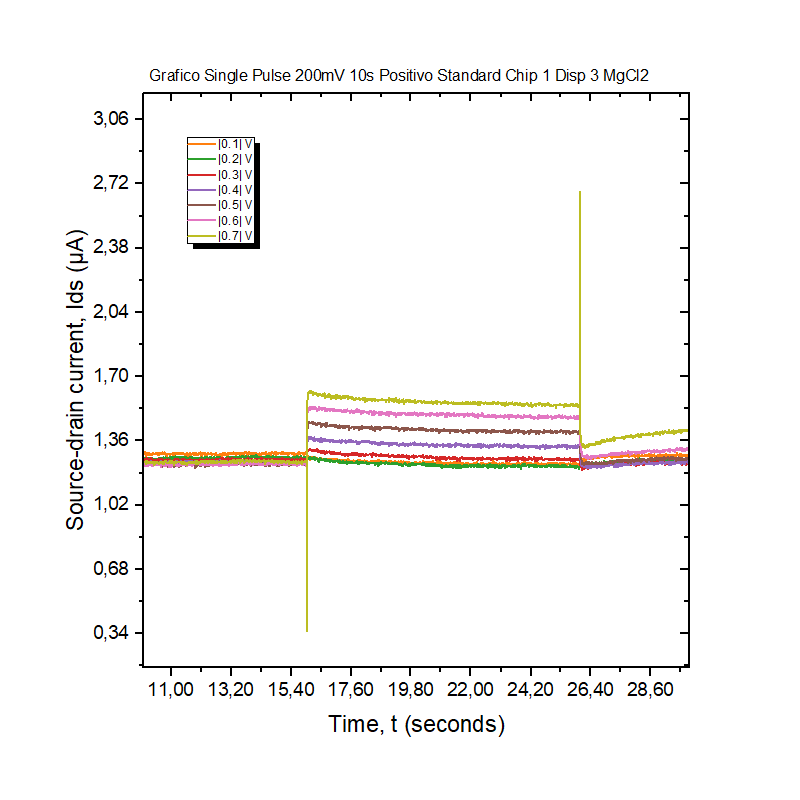 Grafico Single Pulse 200mV 10s Positivo Standard Chip 1 Disp 3 MgCl2
3,06
2,72
2,38
2,04
1,70
1,36
1,02
0,68
0,34
Source-drain current, Ids (µA)
|0.1| V
|0.2| V
|0.3| V
|0.4| V
|0.5| V
|0.6| V
|0.7| V
11,00 13,20 15,40 17,60 19,80 22,00 24,20 26,40 28,60
Time, t (seconds)